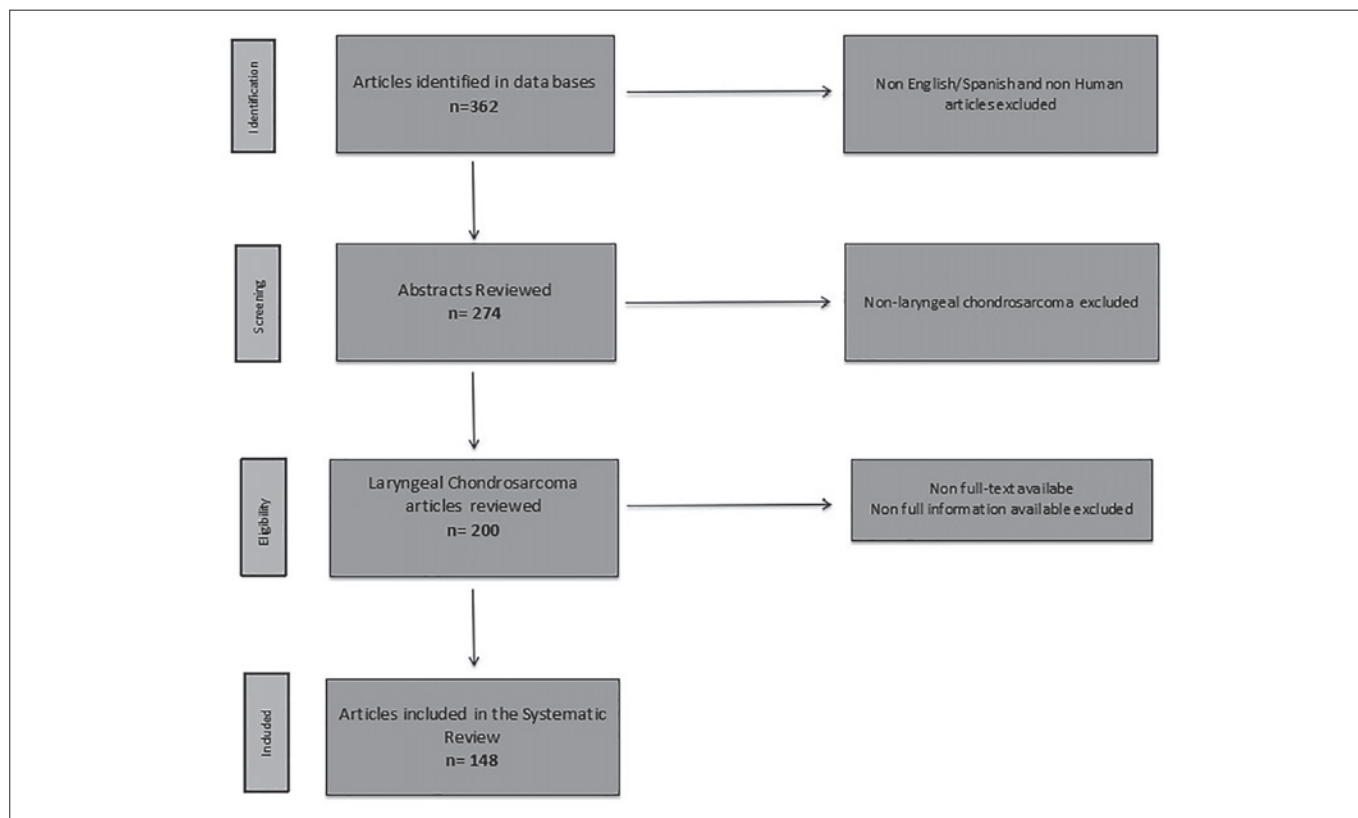 Identification
Articles identified in data bases
n=362
Non English/Spanish and non Human
articles excluded
Screening
Abstracts Reviewed
n= 274
Non-laryngeal chondrosarcoma excluded
Eligibility
Laryngeal Chondrosarcoma
articles reviewed
n= 200
Non full-text availabe
Non full information available excluded
Included
Articles included in the Systematic
Review
n= 148